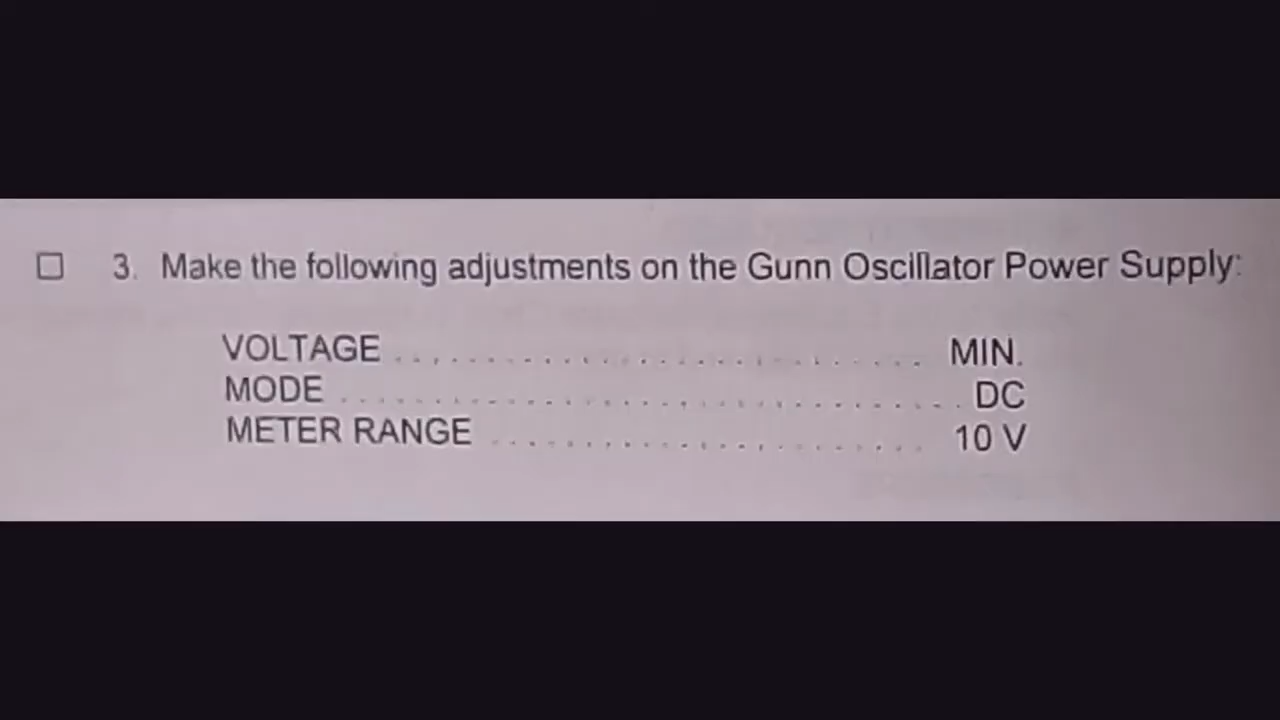 ☐ 3. Make the following adjustments on the Gunn Oscillator Power Supply:
VOLTAGE . . . . . . . . . . . . . . . . . . . . . . . . . . MIN.
MODE . . . . . . . . . . . . . . . . . . . . . . . . . . . . . . DC
METER RANGE . . . . . . . . . . . . . . . . . . . . . 10 V